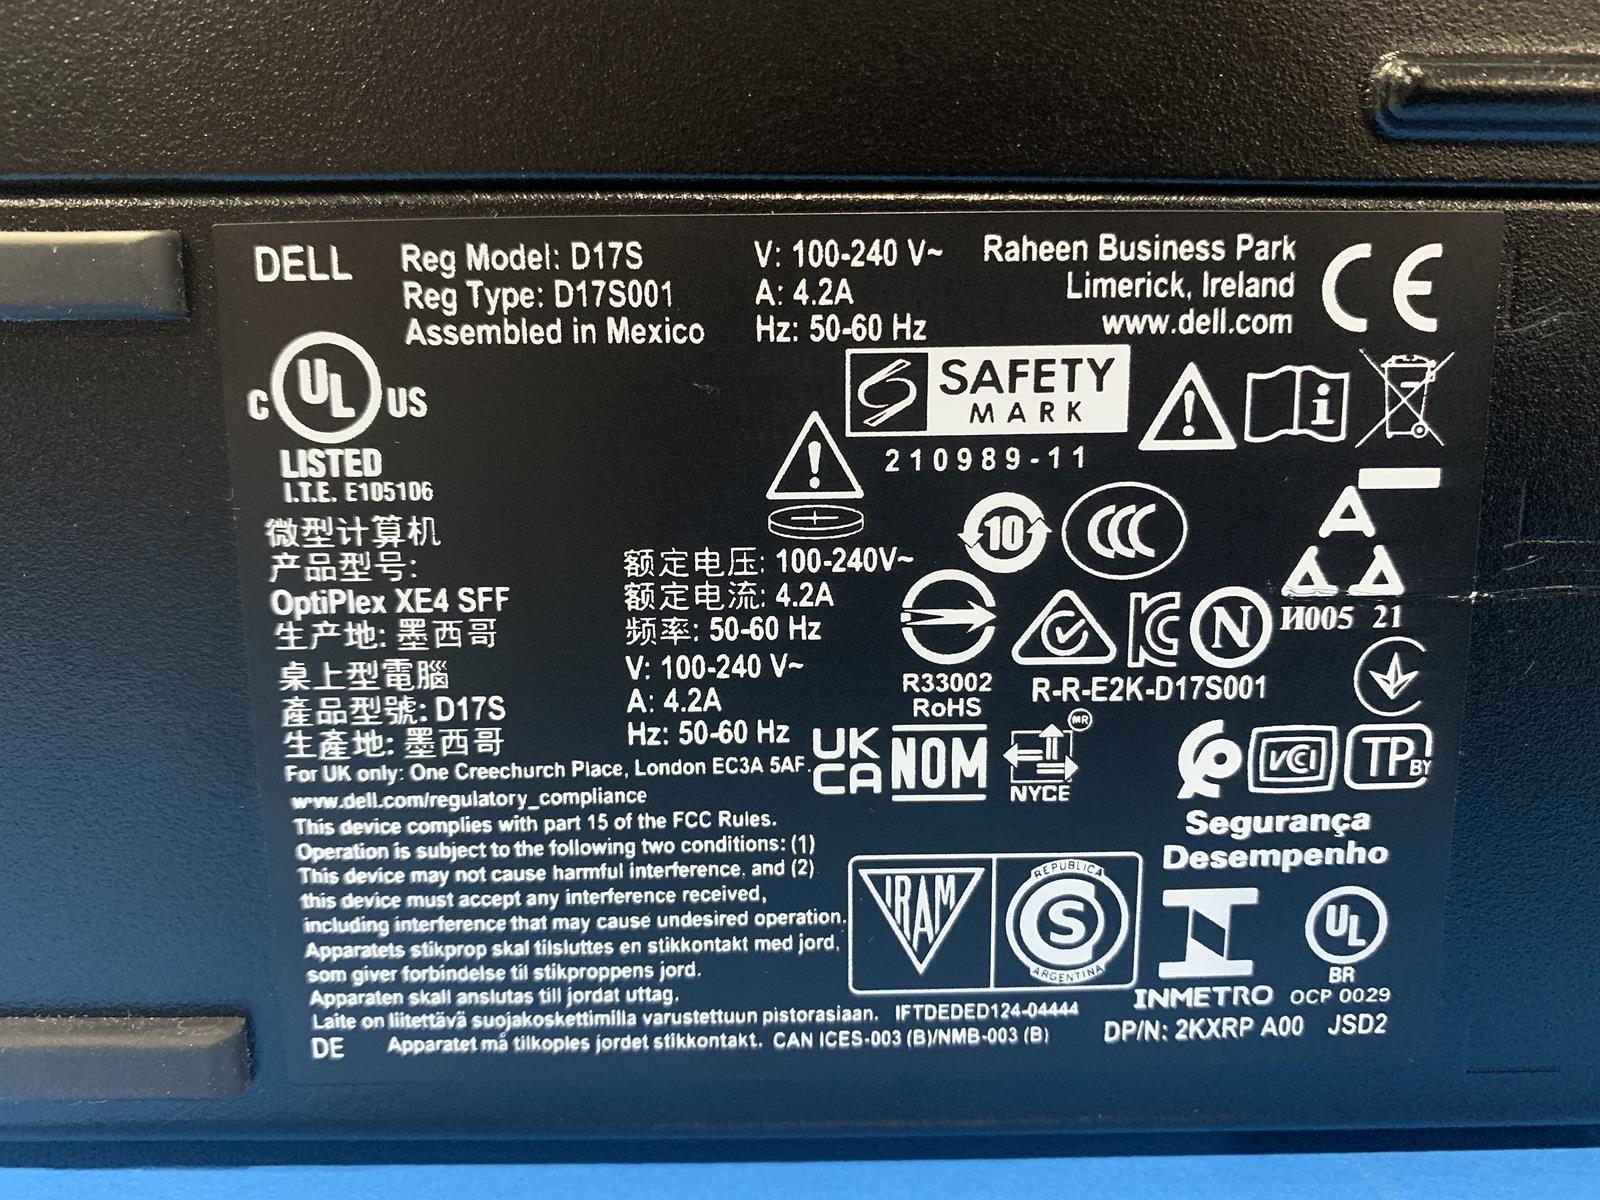 DELL
Reg Model: D17S
Reg Type: D17S001
Assembled in Mexico
V: 100-240 V~
A: 4.2A
Hz: 50-60 Hz
Raheen Business Park
Limerick, Ireland
www.dell.com
CE
C UL US
LISTED
I.T.E. E105106
SAFETY
MARK
210989-11
i
微型计算机
产品型号:
OptiPlex XE4 SFF
生产地: 墨西哥
桌上型電腦
產品型號: D17S
生產地: 墨西哥
额定电压: 100-240V~
额定电流: 4.2A
频率: 50-60 Hz
V: 100-240 V~
A: 4.2A
Hz: 50-60 Hz
10
CCC
R33002
RoHS
KC
N
R-R-E2K-D17S001
И005 21
UK
CA
NOM
MR
NYCE
VCI
TP BY
For UK only: One Creechurch Place, London EC3A 5AF.
www.dell.com/regulatory_compliance
This device complies with part 15 of the FCC Rules.
Operation is subject to the following two conditions: (1)
This device may not cause harmful interference, and (2)
this device must accept any interference received,
including interference that may cause undesired operation.
Apparatets stikprop skal tilsluttes en stikkontakt med jord,
som giver forbindelse til stikproppens jord.
Apparaten skall anslutas till jordat uttag.
Laite on liitettävä suojakoskettimilla varustettuun pistorasiaan.
DE
Apparatet må tilkoples jordet stikkontakt.
IFTDEDED124-04444
CAN ICES-003 (B)/NMB-003 (B)
IRAM
REPUBLICA
S
ARGENTINA
Segurança
Desempenho
INMETRO
UL
BR
OCP 0029
DP/N: 2KXRP A00
JSD2